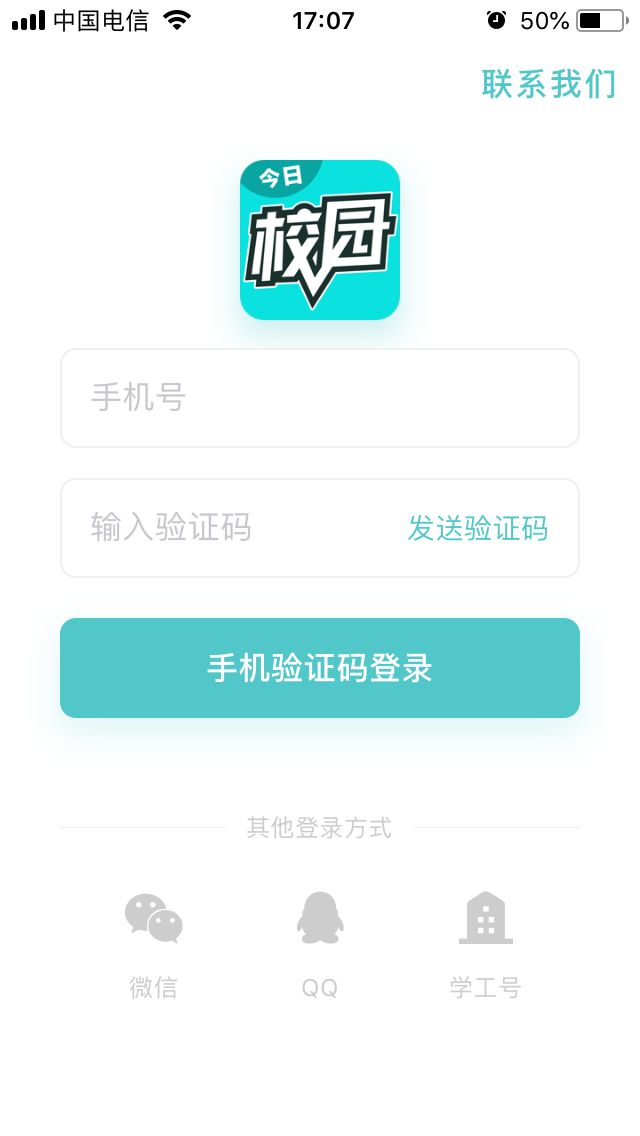 中国电信 17:07 50%
联系我们
今日
校园
手机号
输入验证码 发送验证码
手机验证码登录
其他登录方式
微信 QQ 学工号